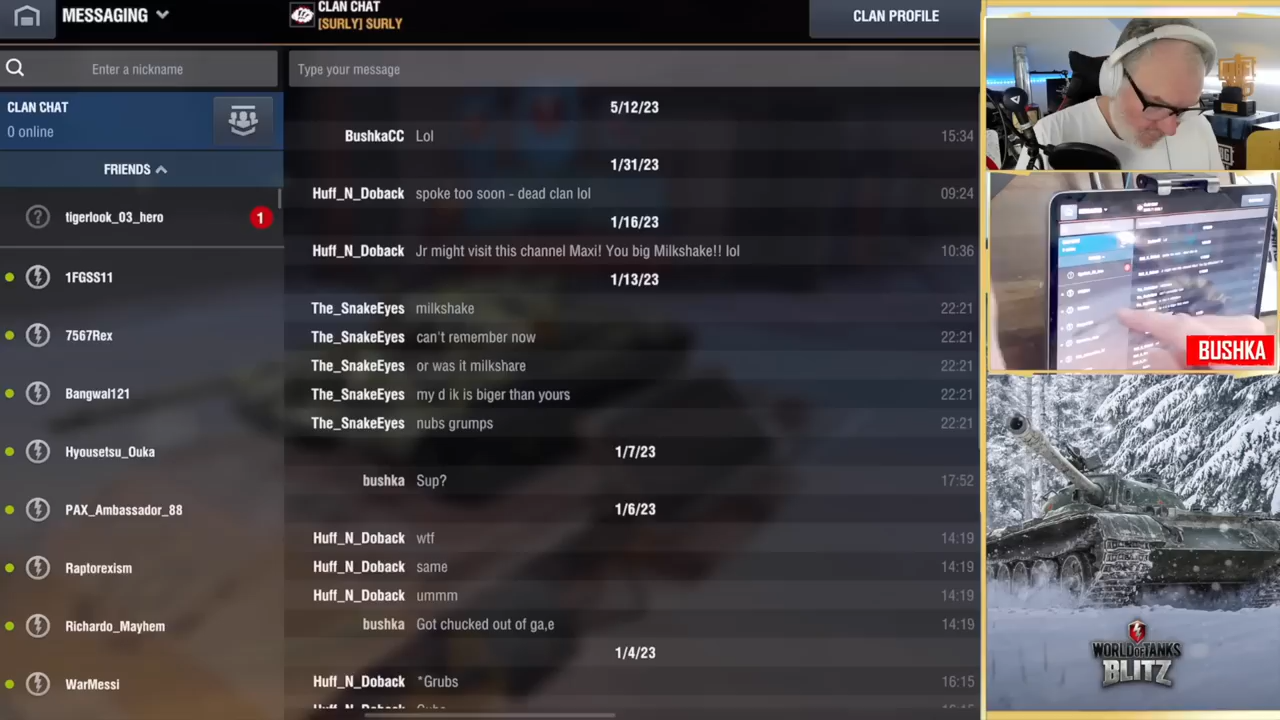 MESSAGING
CLAN CHAT
[SURLY] SURLY
CLAN PROFILE
Enter a nickname
Type your message
CLAN CHAT
0 online
FRIENDS
tigerlook_03_hero 1
1FGSS11
7567Rex
Bangwal121
Hyousetsu_Ouka
PAX_Ambassador_88
Raptorexism
Richardo_Mayhem
WarMessi
5/12/23
BushkaCC Lol 15:34
1/31/23
Huff_N_Doback spoke too soon - dead clan lol 09:24
1/16/23
Huff_N_Doback Jr might visit this channel Maxi! You big Milkshake!! lol 10:36
1/13/23
The_SnakeEyes milkshake 22:21
The_SnakeEyes can't remember now 22:21
The_SnakeEyes or was it milkshare 22:21
The_SnakeEyes my d ik is biger than yours 22:21
The_SnakeEyes nubs grumps 22:21
1/7/23
bushka Sup? 17:52
1/6/23
Huff_N_Doback wtf 14:19
Huff_N_Doback same 14:19
Huff_N_Doback ummm 14:19
bushka Got chucked out of ga,e 14:19
1/4/23
Huff_N_Doback *Grubs 16:15
BUSHKA
WORLD OF TANKS
BLITZ